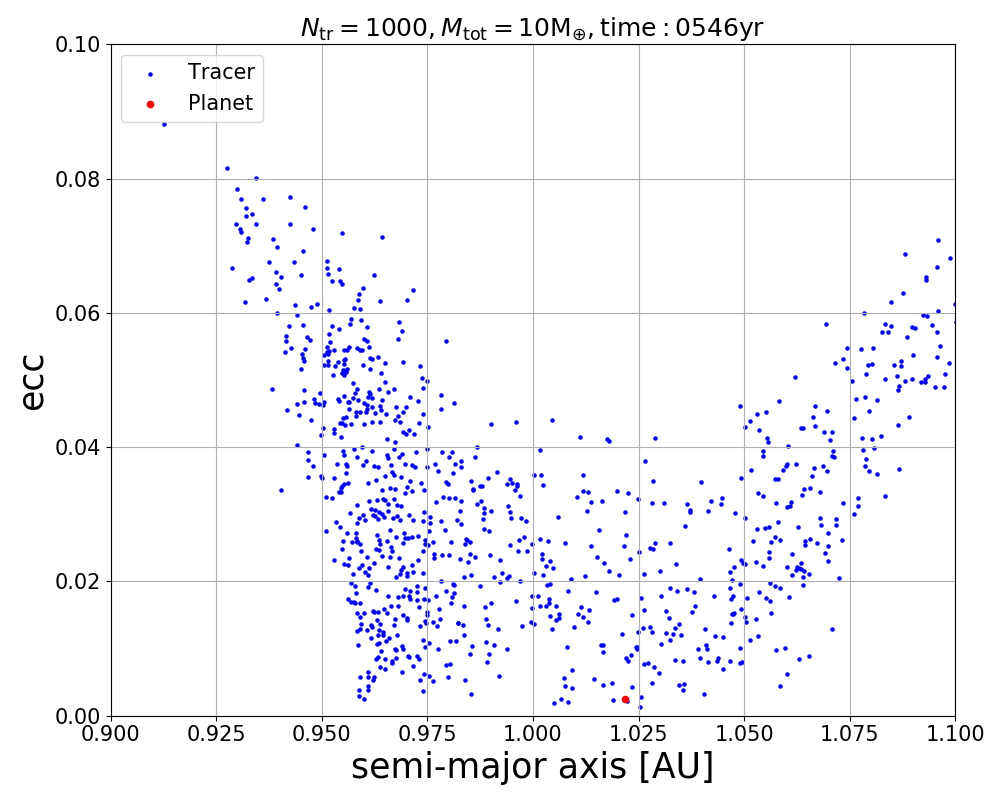 N_tr = 1000, M_tot = 10M_⊕, time : 0546yr
Tracer
Planet
ecc
0.10
0.08
0.06
0.04
0.02
0.00
0.900 0.925 0.950 0.975 1.000 1.025 1.050 1.075 1.100
semi-major axis [AU]